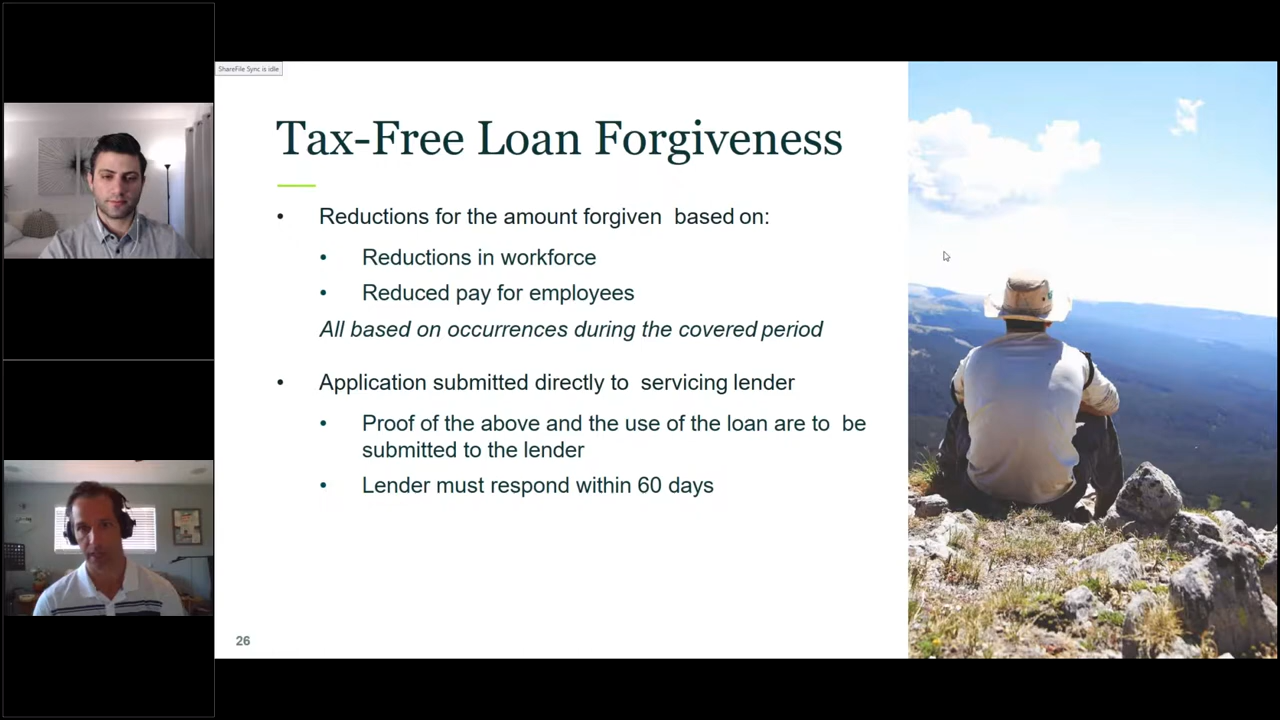 ShareFile Sync is idle
Tax-Free Loan Forgiveness
• Reductions for the amount forgiven based on:
• Reductions in workforce
• Reduced pay for employees
All based on occurrences during the covered period
• Application submitted directly to servicing lender
• Proof of the above and the use of the loan are to be
submitted to the lender
• Lender must respond within 60 days
26